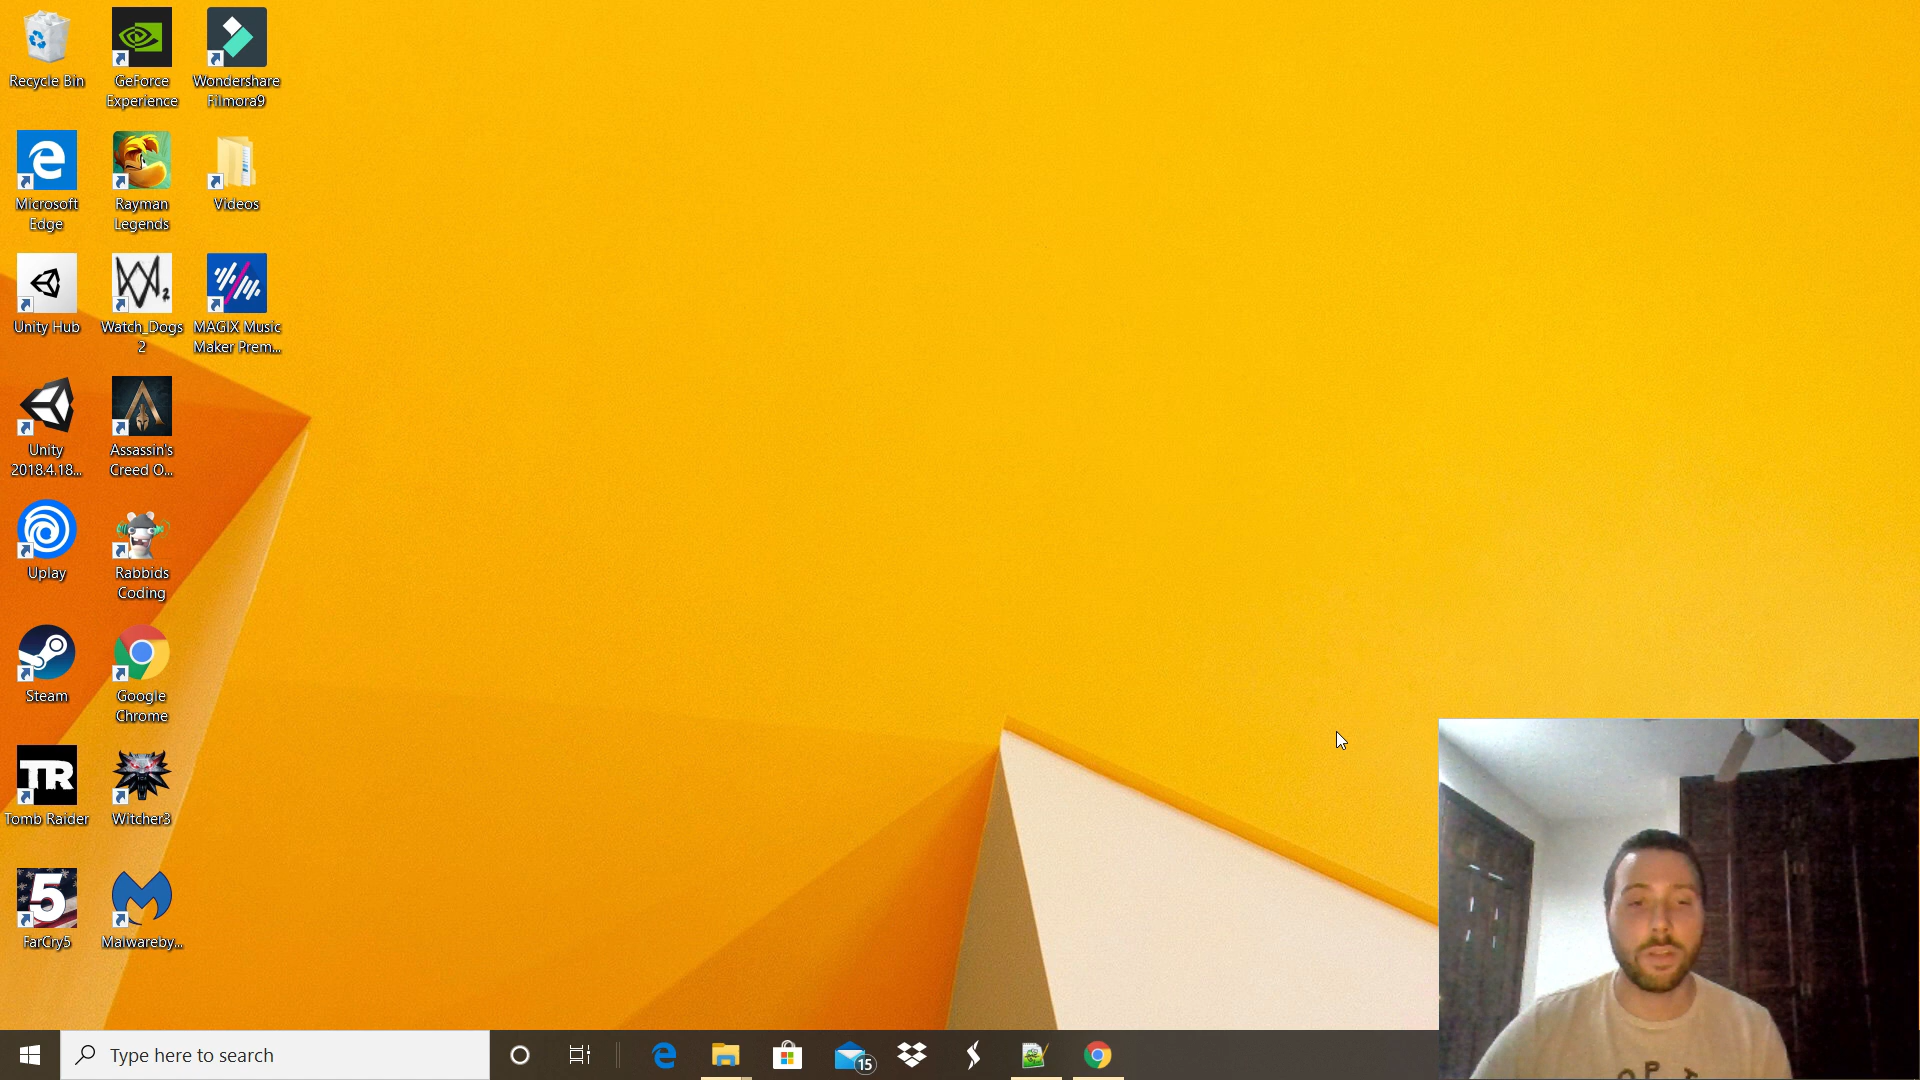 Recycle Bin
GeForce
Experience
Wondershare
Filmora9
Microsoft
Edge
Rayman
Legends
Videos
Unity Hub
Watch_Dogs
2
MAGIX Music
Maker Prem...
Unity
2018.4.18...
Assassin's
Creed O...
Uplay
Rabbids
Coding
Steam
Google
Chrome
TR
Tomb Raider
Witcher3
5
FarCry5
Malwareby...
Type here to search
15